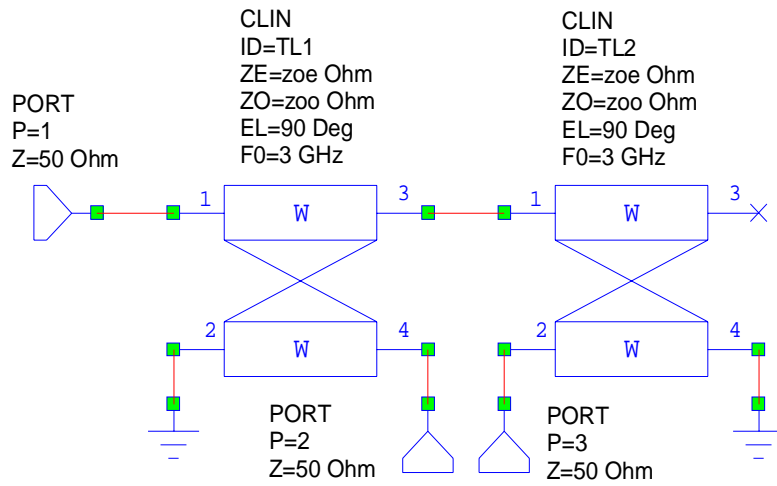 CLIN
ID=TL1
ZE=zoe Ohm
ZO=zoo Ohm
EL=90 Deg
F0=3 GHz
CLIN
ID=TL2
ZE=zoe Ohm
ZO=zoo Ohm
EL=90 Deg
F0=3 GHz
PORT
P=1
Z=50 Ohm
1
W
3
1
W
3
2
W
4
2
W
4
PORT
P=2
Z=50 Ohm
PORT
P=3
Z=50 Ohm